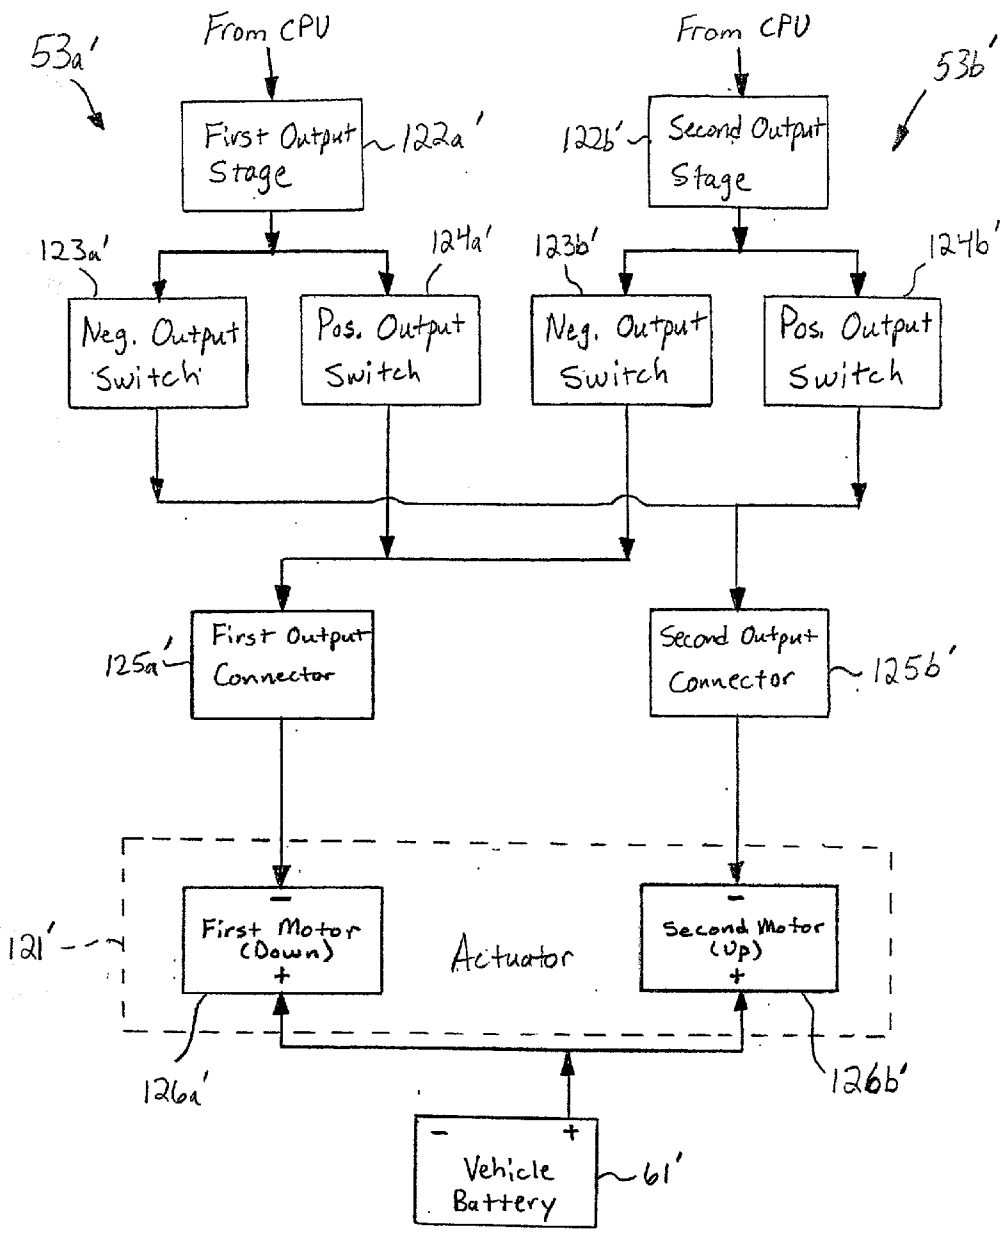 From CPU
From CPU
53a'
53b'
First Output
Stage
122a'
122b'
Second Output
Stage
123a'
124a'
123b'
124b'
Neg. Output
Switch
Pos. Output
Switch
Neg. Output
Switch
Pos. Output
Switch
First Output
Connector
125a'
Second Output
Connector
125b'
-
First Motor
(Down)
+
-
Second Motor
(Up)
+
Actuator
121'
126a'
126b'
- +
Vehicle
Battery
61'